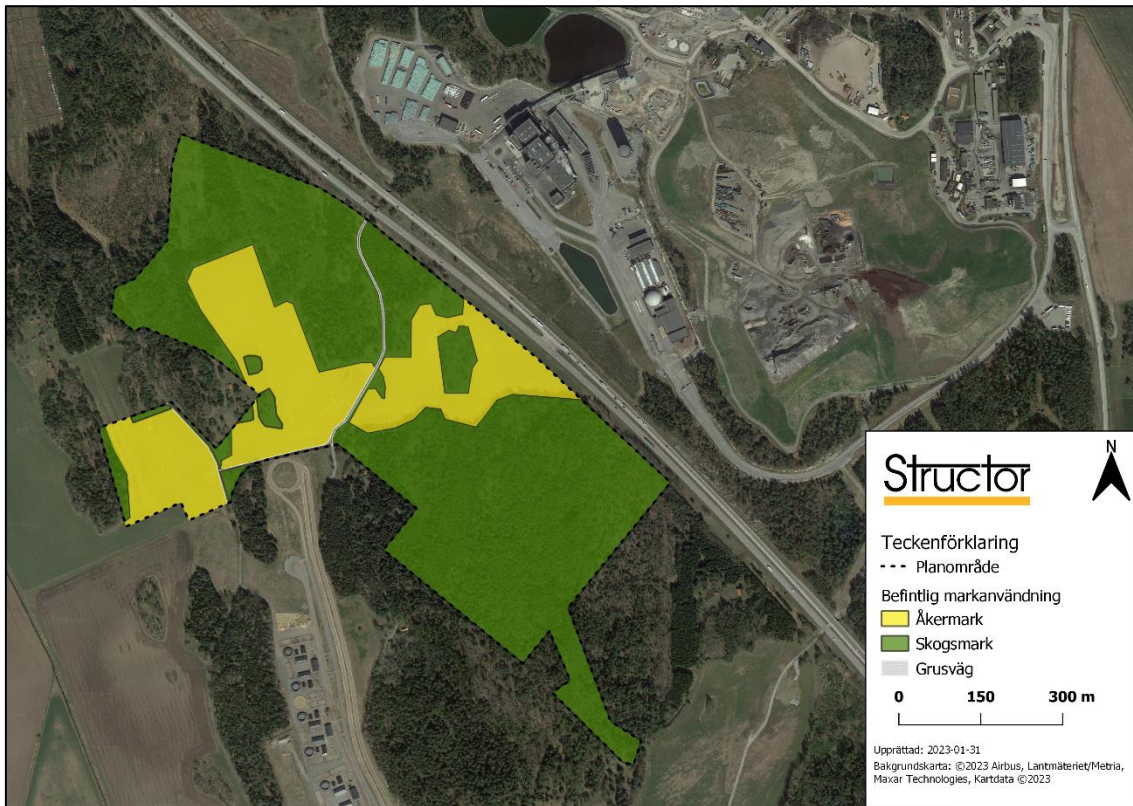 Structor
N
Teckenförklaring
Planområde
Befintlig markanvändning
Åkermark
Skogsmark
Grusväg
0 150 300 m
Upprättad: 2023-01-31
Bakgrundskarta: ©2023 Airbus, Lantmäteriet/Metria,
Maxar Technologies, Kartdata ©2023